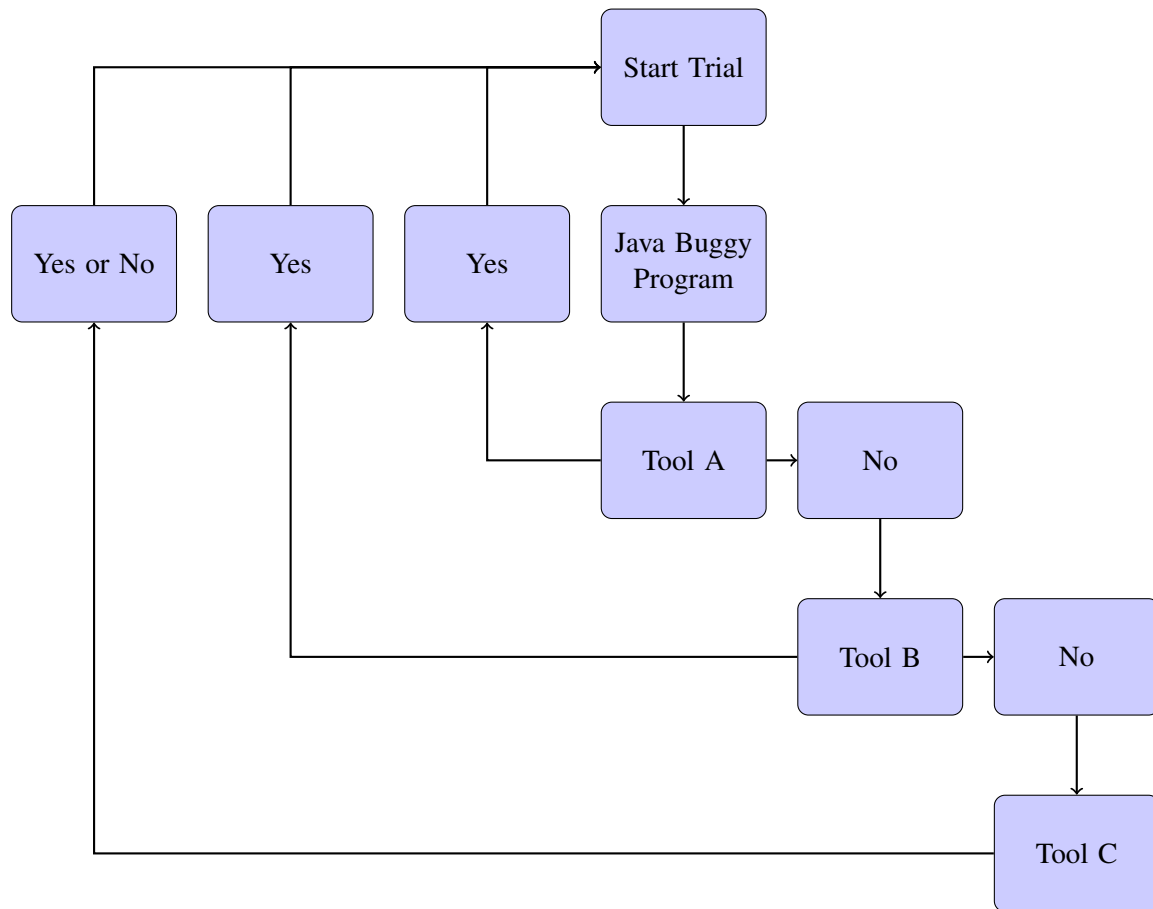 Start Trial
Yes or No
Yes
Yes
Java Buggy
Program
Tool A
No
Tool B
No
Tool C